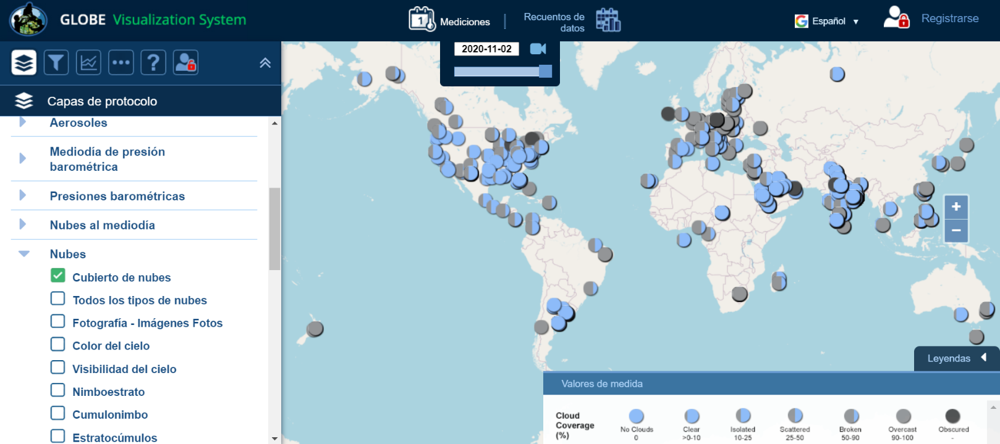 GLOBE Visualization System
1 Mediciones
Recuentos de
datos
Español ▼
Registrarse
2020-11-02
?
Capas de protocolo
Aerosoles
Mediodía de presión
barométrica
Presiones barométricas
Nubes al mediodía
Nubes
Cubierto de nubes
Todos los tipos de nubes
Fotografía - Imágenes Fotos
Color del cielo
Visibilidad del cielo
Nimboestrato
Cumulonimbo
Estratocúmulos
+
−
Leyendas
Valores de medida
Cloud
Coverage
(%)
No Clouds
0
Clear
>0-10
Isolated
10-25
Scattered
25-50
Broken
50-90
Overcast
90-100
Obscured
-